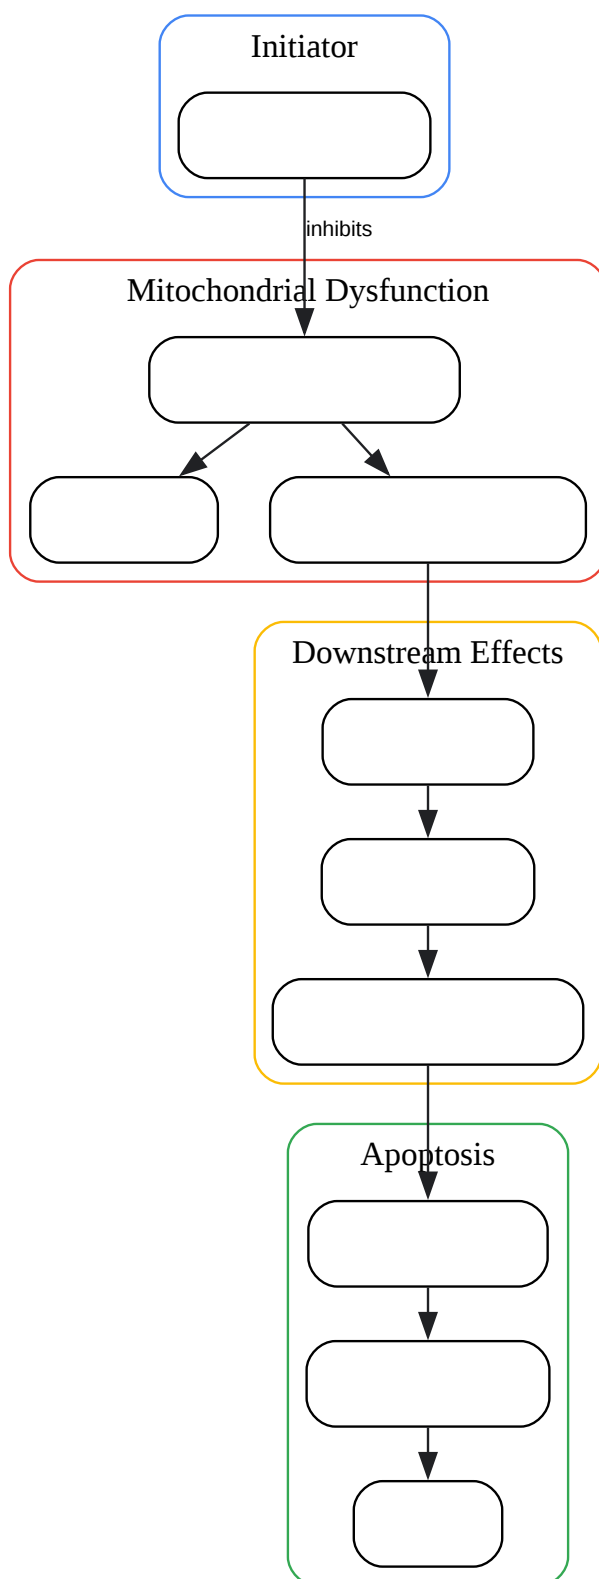 Initiator
inhibits
Mitochondrial Dysfunction
Downstream Effects
Apoptosis